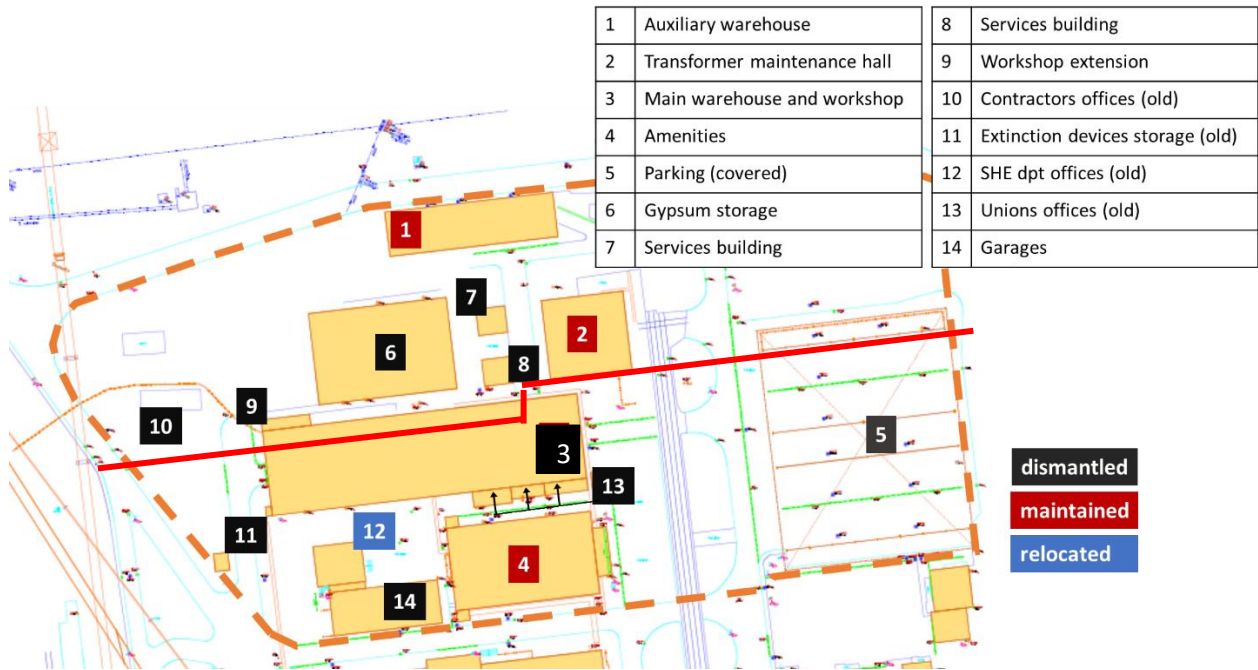 1 Auxiliary warehouse
2 Transformer maintenance hall
3 Main warehouse and workshop
4 Amenities
5 Parking (covered)
6 Gypsum storage
7 Services building
8 Services building
9 Workshop extension
10 Contractors offices (old)
11 Extinction devices storage (old)
12 SHE dpt offices (old)
13 Unions offices (old)
14 Garages
1
7
2
6
8
9
10
5
3
13
11
12
4
14
dismantled
maintained
relocated